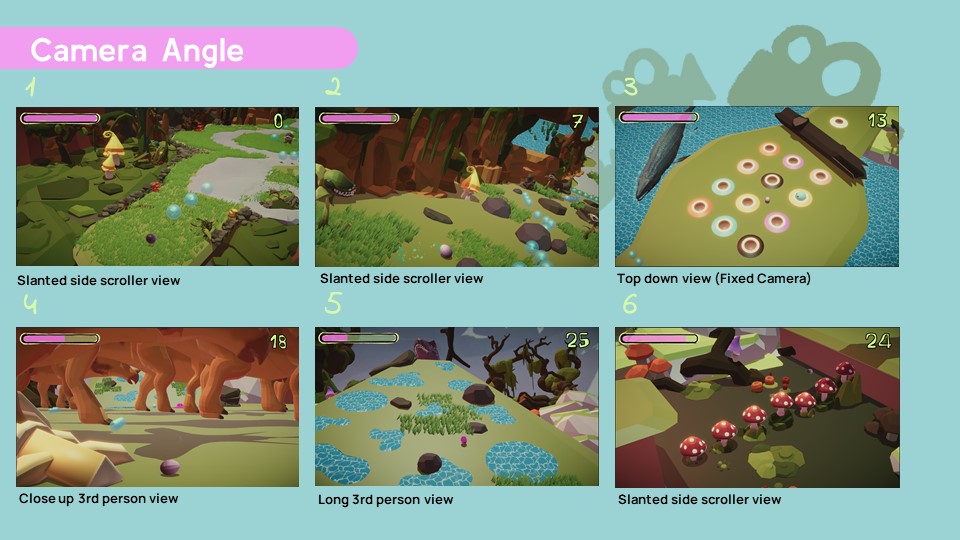 Camera Angle
1
2
3
0
7
13
Slanted side scroller view
Slanted side scroller view
Top down view (Fixed Camera)
4
5
6
18
25
24
Close up 3rd person view
Long 3rd person view
Slanted side scroller view